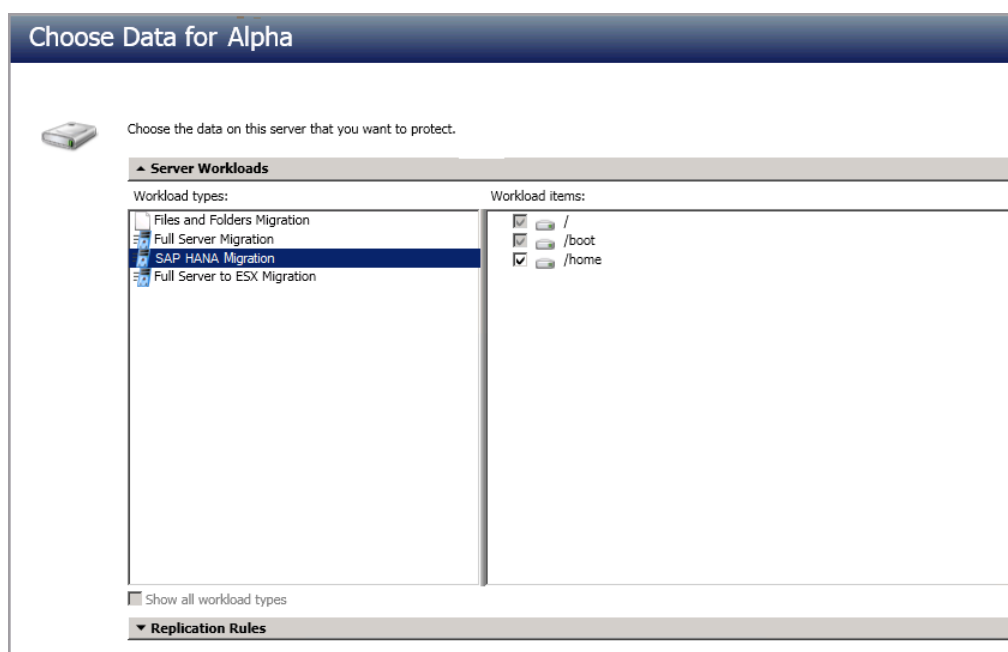 Choose Data for Alpha
Choose the data on this server that you want to protect.
Server Workloads
Workload types:
Workload items:
Files and Folders Migration
Full Server Migration
SAP HANA Migration
Full Server to ESX Migration
/
/boot
/home
Show all workload types
Replication Rules